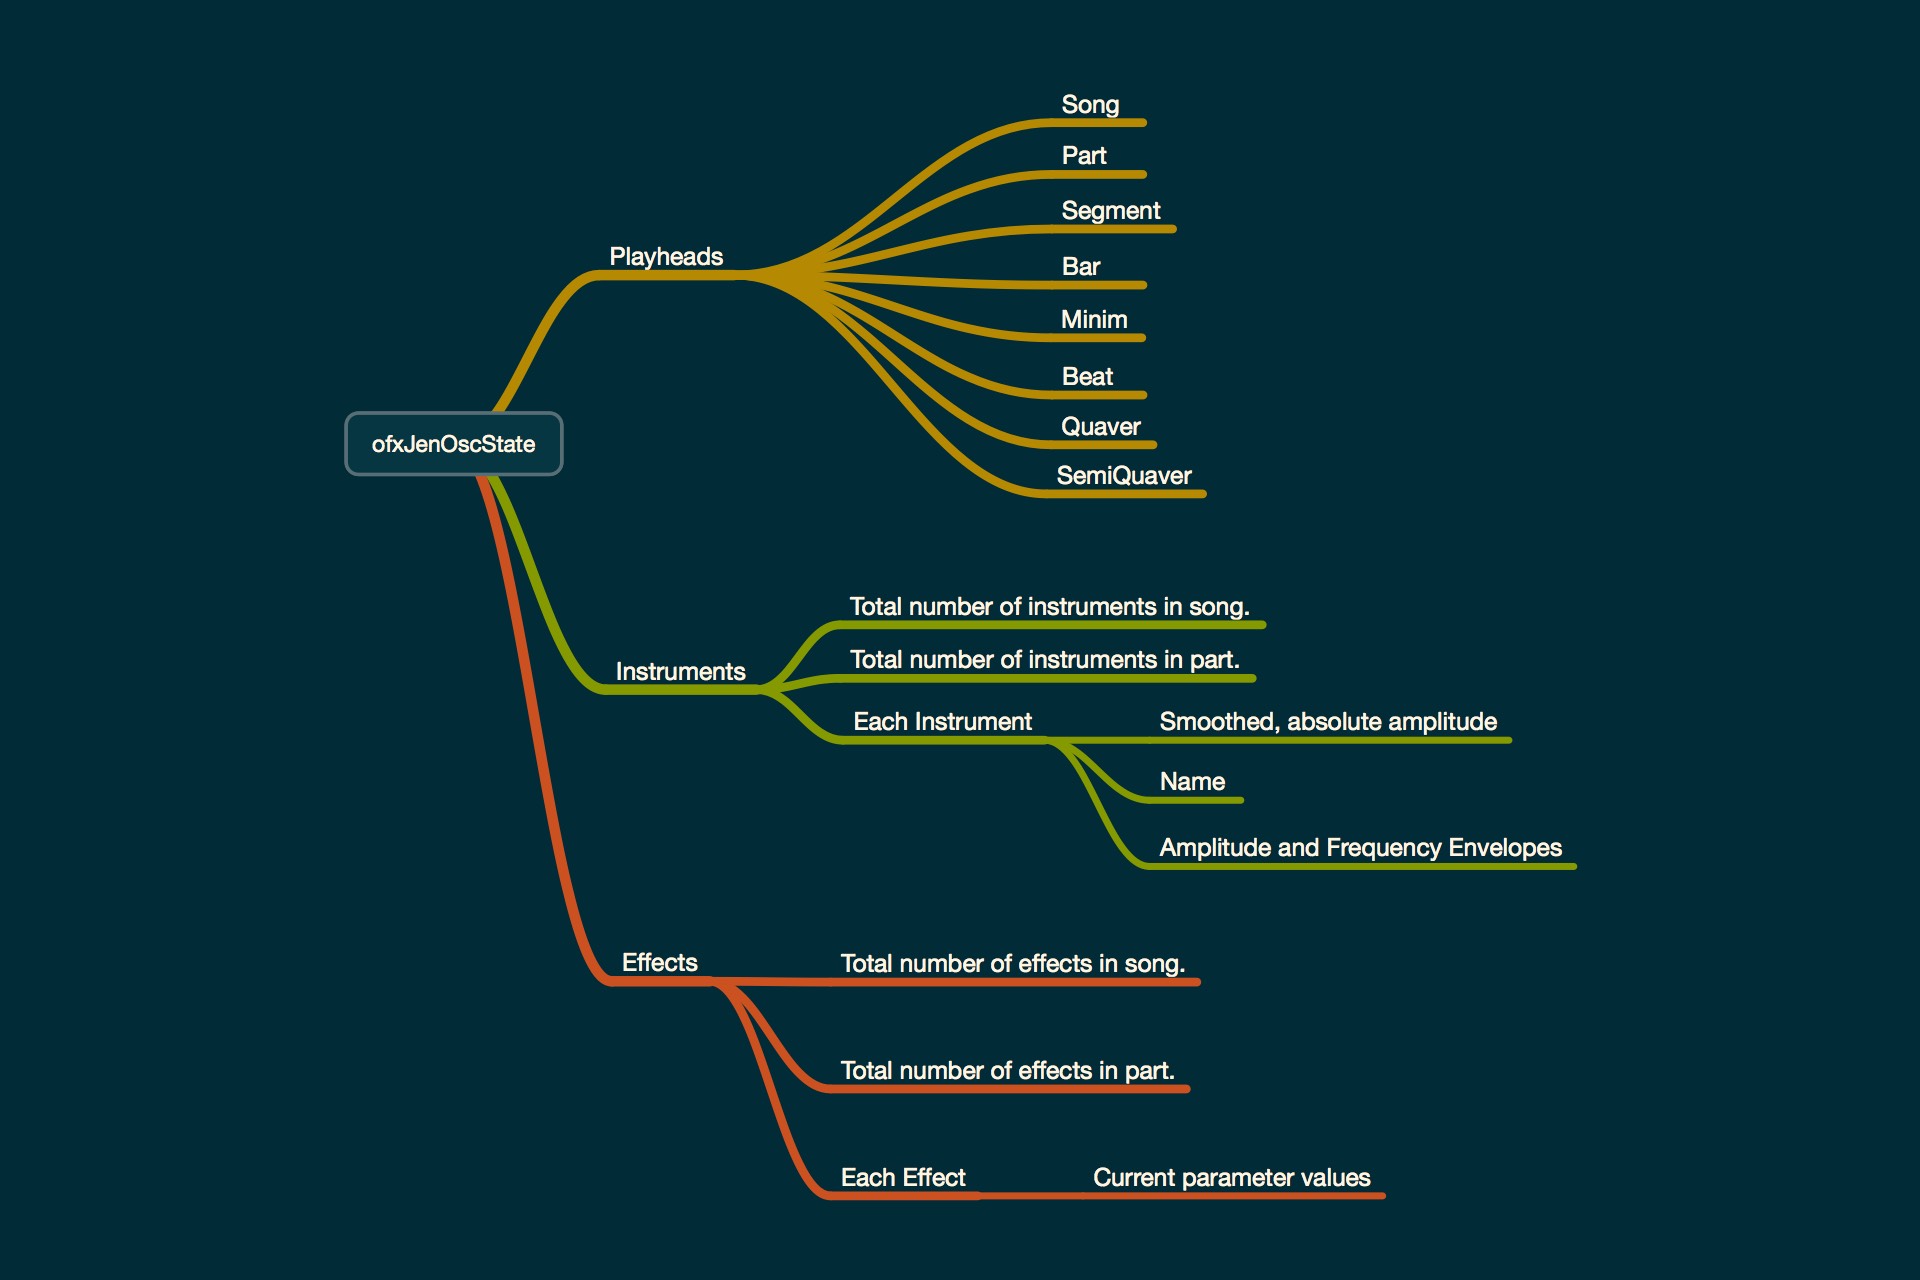 ofxJenOscState
Playheads
Song
Part
Segment
Bar
Minim
Beat
Quaver
SemiQuaver
Instruments
Total number of instruments in song.
Total number of instruments in part.
Each Instrument
Smoothed, absolute amplitude
Name
Amplitude and Frequency Envelopes
Effects
Total number of effects in song.
Total number of effects in part.
Each Effect
Current parameter values